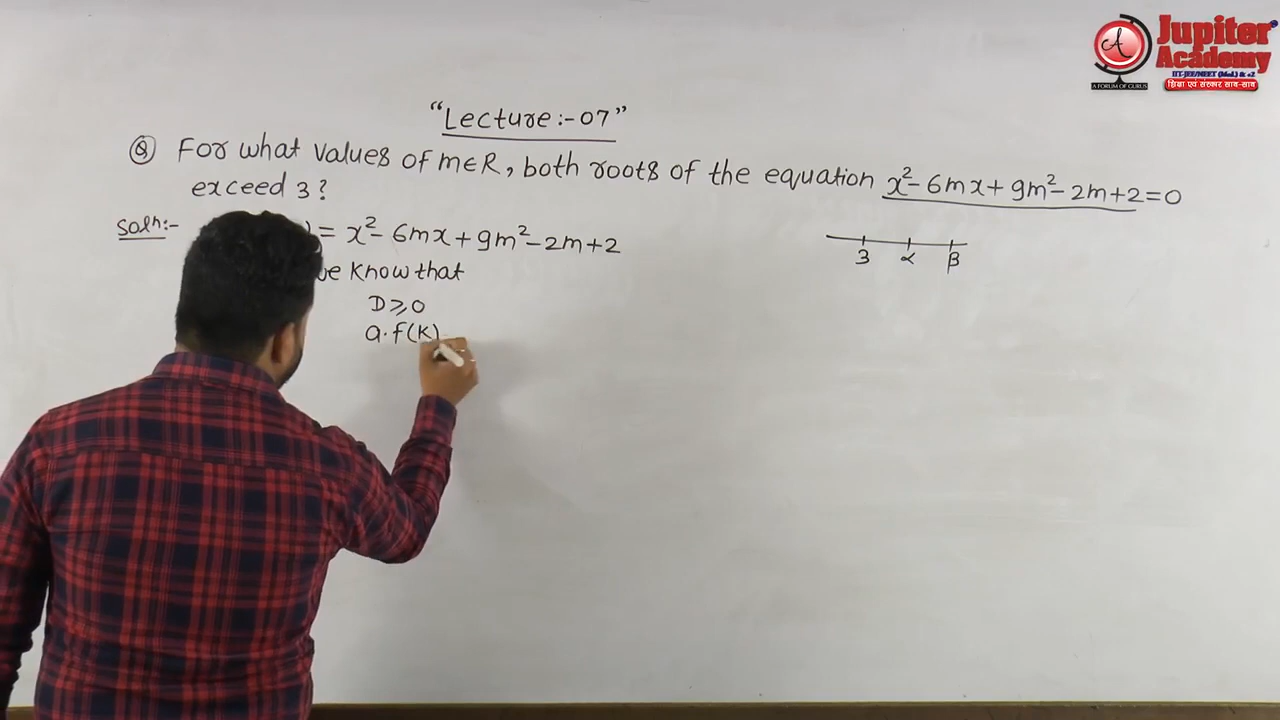 Jupiter
Academy
IIT-JEE/NEET (Med.) & +2
A FORUM OF GURUS
शिक्षा एवं संस्कार साथ-साथ
"Lecture:-07"
Q For what values of m∈R, both roots of the equation x²-6mx+9m²-2m+2=0
exceed 3?
Solⁿ:- ) = x²-6mx+9m²-2m+2
we know that
D≥0
a.f(K)
3 α β